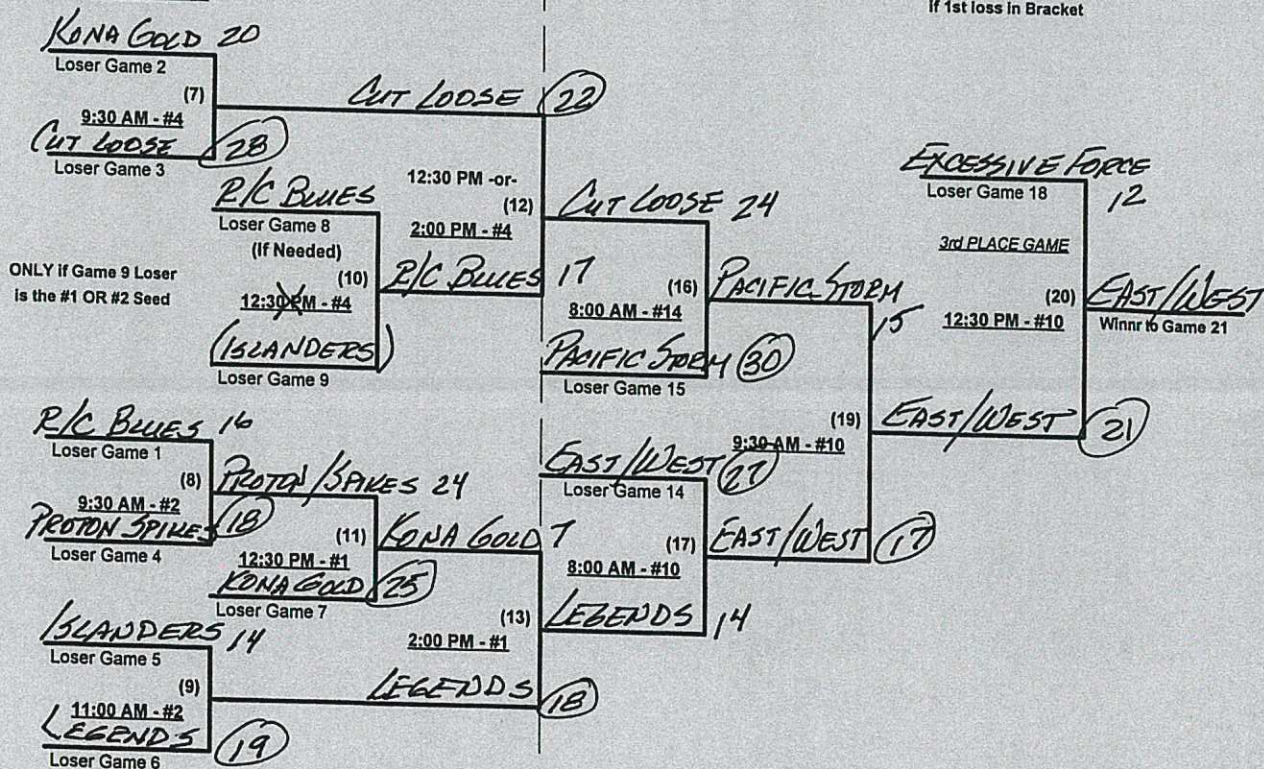 If 1st loss in Bracket
KONA GOLD 20
Loser Game 2
(7)
9:30 AM - #4
CUT LOOSE 28
Loser Game 3
CUT LOOSE 22
R/C BLUES
Loser Game 8
(If Needed)
(10)
12:30 PM - #4
(ISLANDERS)
Loser Game 9
ONLY if Game 9 Loser
is the #1 OR #2 Seed
12:30 PM -or-
(12)
2:00 PM - #4
R/C BLUES 17
CUT LOOSE 24
(16)
8:00 AM - #14
PACIFIC STORM 30
Loser Game 15
PACIFIC STORM 15
EXCESSIVE FORCE 12
Loser Game 18
3rd PLACE GAME
(20)
12:30 PM - #10
EAST/WEST
Winnr to Game 21
R/C BLUES 16
Loser Game 1
(8)
9:30 AM - #2
PROTON SPIKES 18
Loser Game 4
PROTON/SPIKES 24
(11)
12:30 PM - #1
KONA GOLD 25
Loser Game 7
KONA GOLD 7
EAST/WEST
Loser Game 14
(17)
8:00 AM - #10
(19)
9:30 AM - #10
EAST/WEST 21
EAST/WEST 17
ISLANDERS 14
Loser Game 5
(9)
11:00 AM - #2
LEGENDS 19
Loser Game 6
(13)
2:00 PM - #1
LEGENDS 18
LEGENDS 14